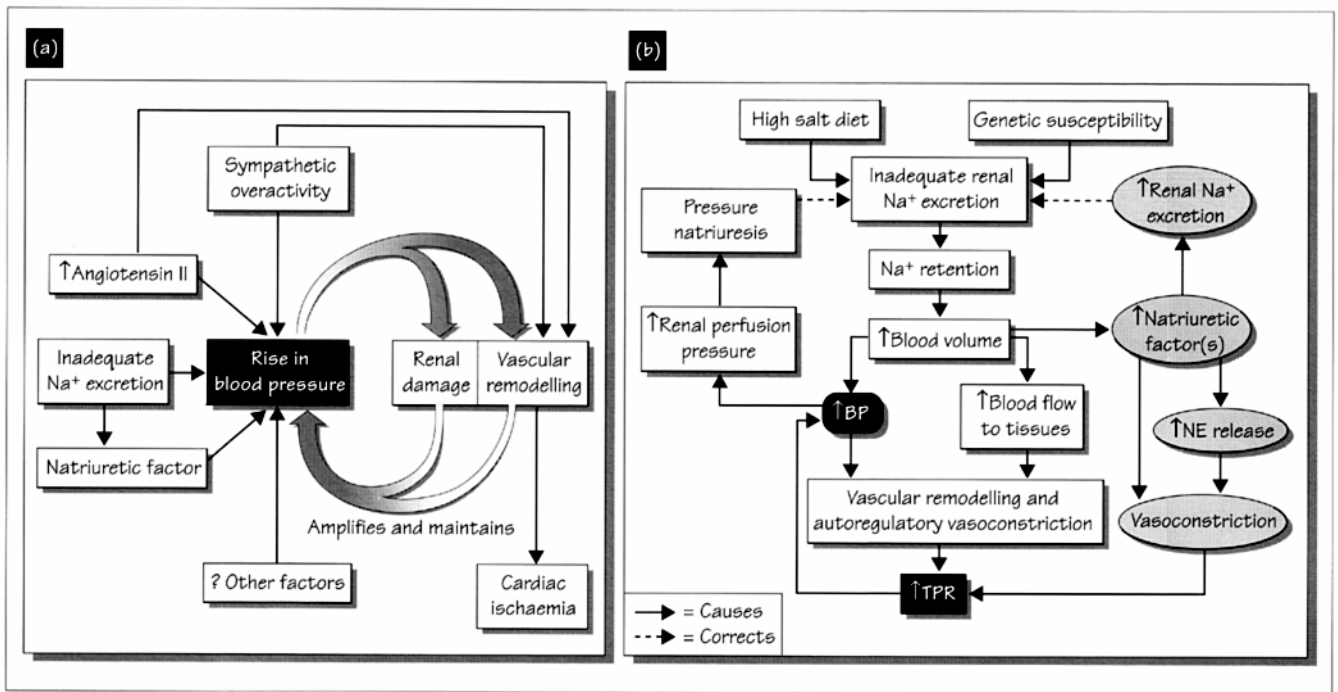 (a)
Sympathetic
overactivity
↑Angiotensin II
Inadequate
Na⁺ excretion
Rise in
blood pressure
Renal
damage
Vascular
remodelling
Natriuretic factor
Amplifies and maintains
? Other factors
Cardiac
ischaemia
(b)
High salt diet
Genetic susceptibility
Inadequate renal
Na⁺ excretion
↑Renal Na⁺
excretion
Pressure
natriuresis
Na⁺ retention
↑Renal perfusion
pressure
↑Blood volume
↑Natriuretic
factor(s)
↑BP
↑Blood flow
to tissues
↑NE release
Vascular remodelling and
autoregulatory vasoconstriction
Vasoconstriction
↑TPR
= Causes
= Corrects